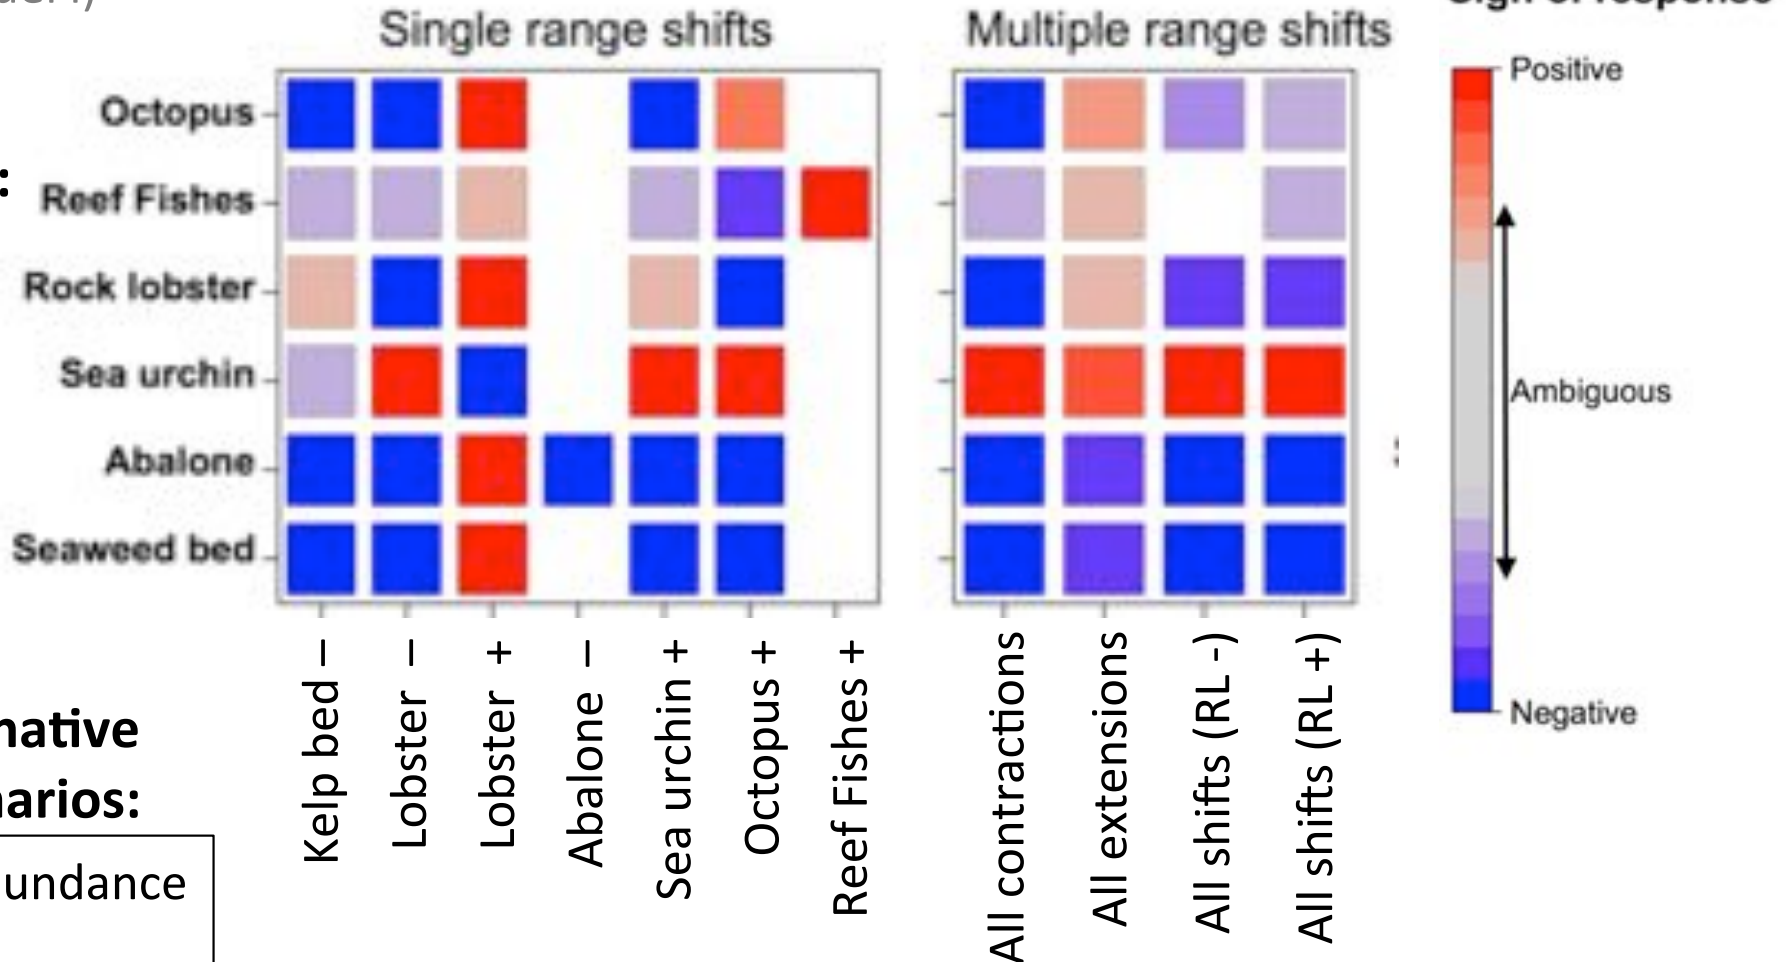 Single range shifts
Multiple range shifts
Positive
Ambiguous
Negative
:
Octopus
Reef Fishes
Rock lobster
Sea urchin
Abalone
Seaweed bed
Kelp bed –
Lobster –
Lobster +
Abalone –
Sea urchin +
Octopus +
Reef Fishes +
All contractions
All extensions
All shifts (RL -)
All shifts (RL +)
native
narios:
undance